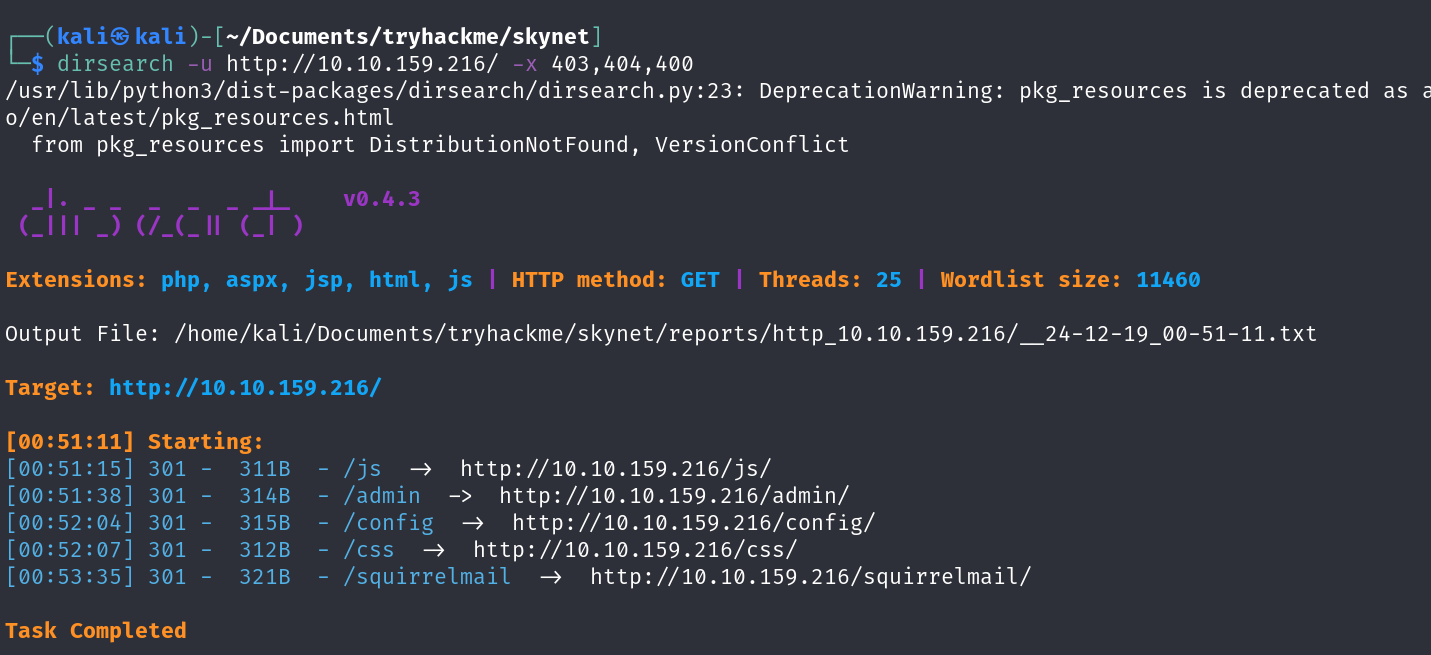 ┌──(kali㉿kali)-[~/Documents/tryhackme/skynet]
└─$ dirsearch -u http://10.10.159.216/ -x 403,404,400
/usr/lib/python3/dist-packages/dirsearch/dirsearch.py:23: DeprecationWarning: pkg_resources is deprecated as a
o/en/latest/pkg_resources.html
  from pkg_resources import DistributionNotFound, VersionConflict
  _|. _ _  _  _  _ _|_    v0.4.3
 (_||| _) (/_(_|| (_| )
Extensions: php, aspx, jsp, html, js | HTTP method: GET | Threads: 25 | Wordlist size: 11460
Output File: /home/kali/Documents/tryhackme/skynet/reports/http_10.10.159.216/__24-12-19_00-51-11.txt
Target: http://10.10.159.216/
[00:51:11] Starting:
[00:51:15] 301 -  311B  - /js  ->  http://10.10.159.216/js/
[00:51:38] 301 -  314B  - /admin  ->  http://10.10.159.216/admin/
[00:52:04] 301 -  315B  - /config  ->  http://10.10.159.216/config/
[00:52:07] 301 -  312B  - /css  ->  http://10.10.159.216/css/
[00:53:35] 301 -  321B  - /squirrelmail  ->  http://10.10.159.216/squirrelmail/
Task Completed